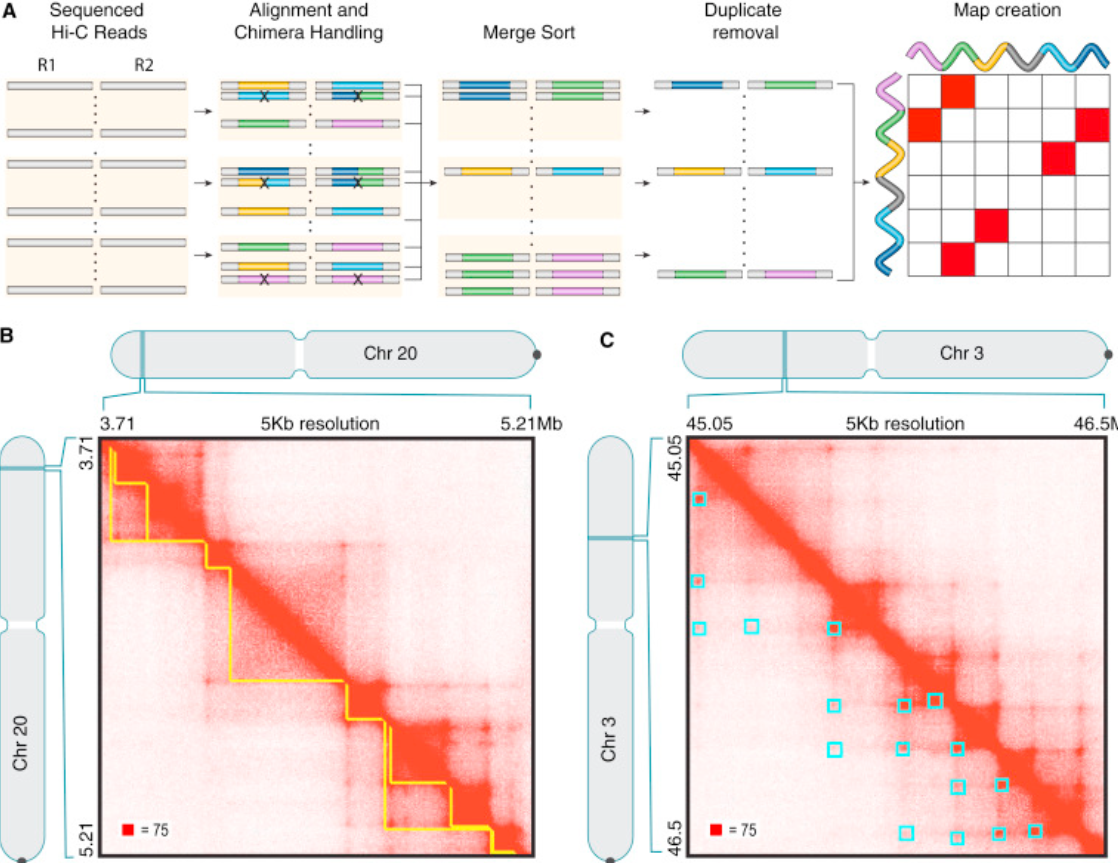 A
Sequenced
Hi-C Reads
Alignment and
Chimera Handling
Merge Sort
Duplicate
removal
Map creation
R1
R2
B
Chr 20
3.71
5Kb resolution
5.21Mb
3.71
Chr 20
5.21
= 75
C
Chr 3
45.05
5Kb resolution
46.5M
45.05
Chr 3
46.5
= 75